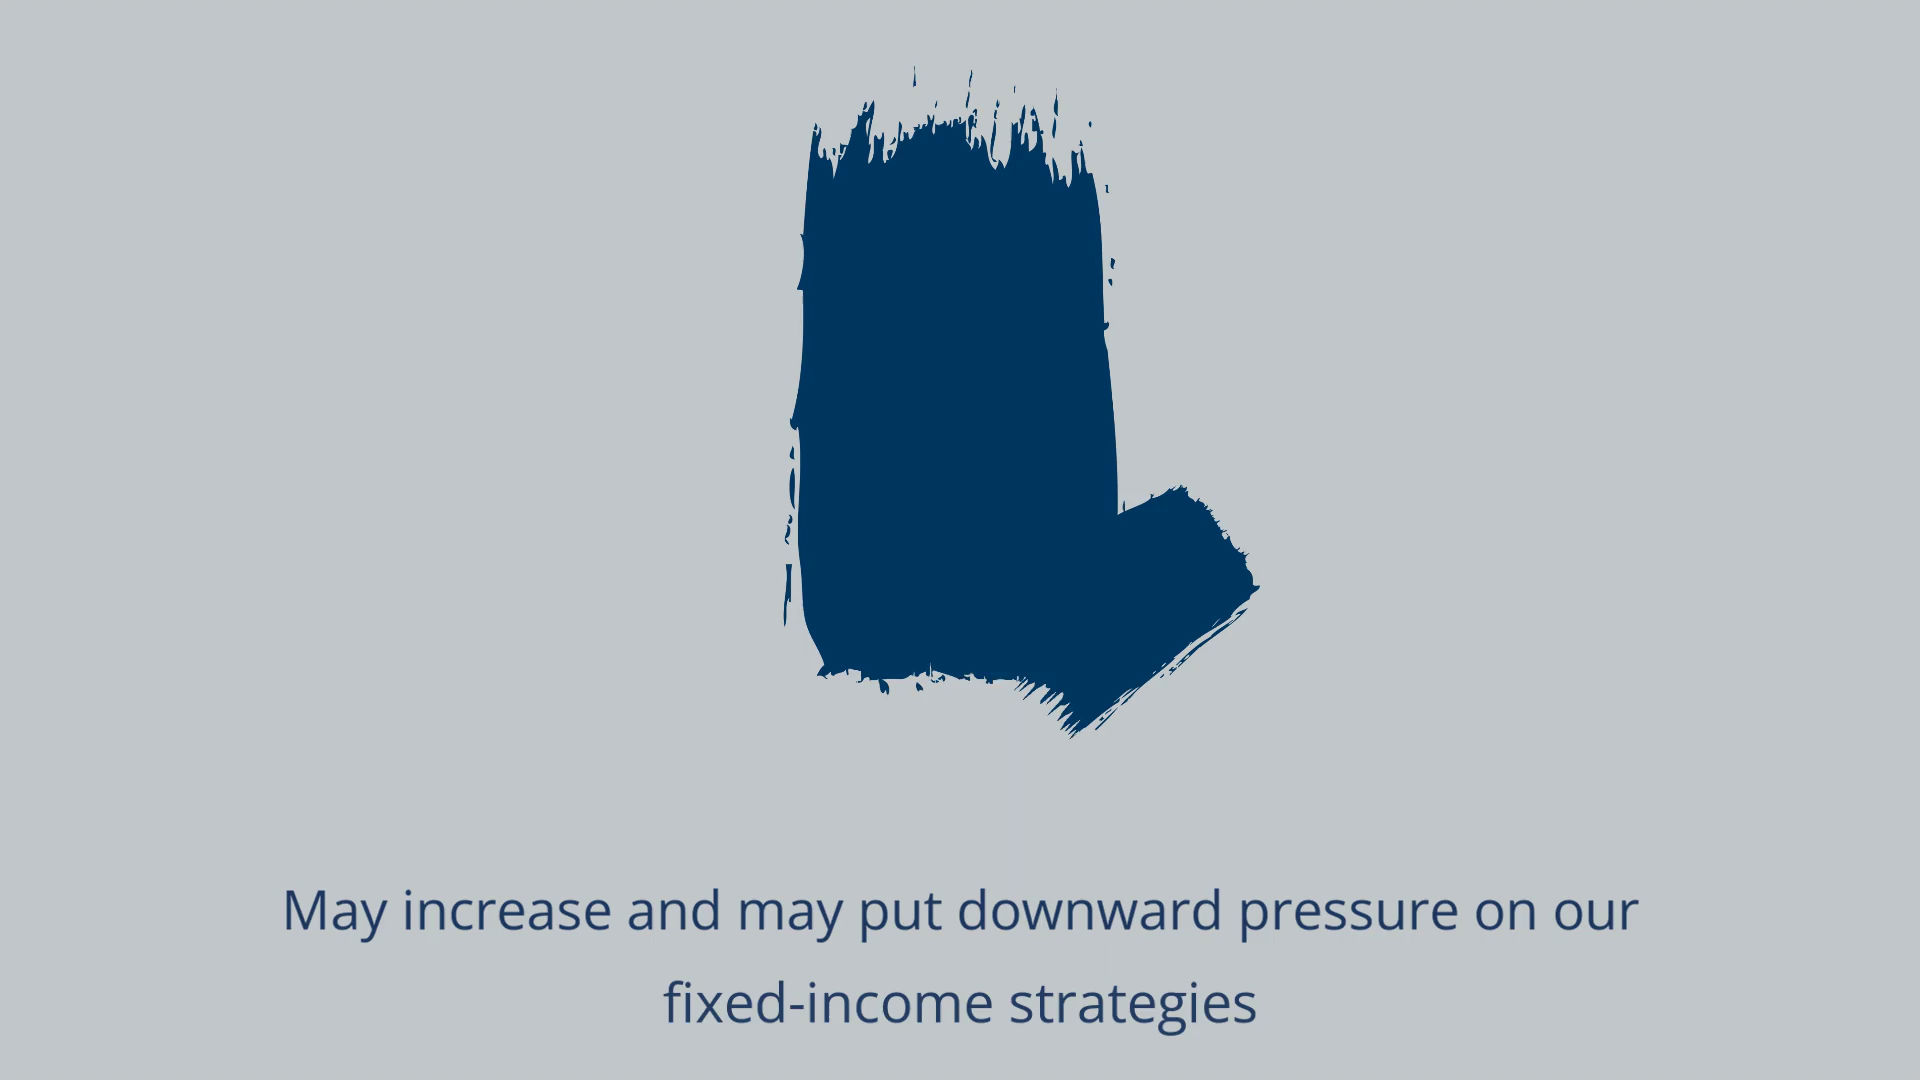 May increase and may put downward pressure on our
fixed-income strategies